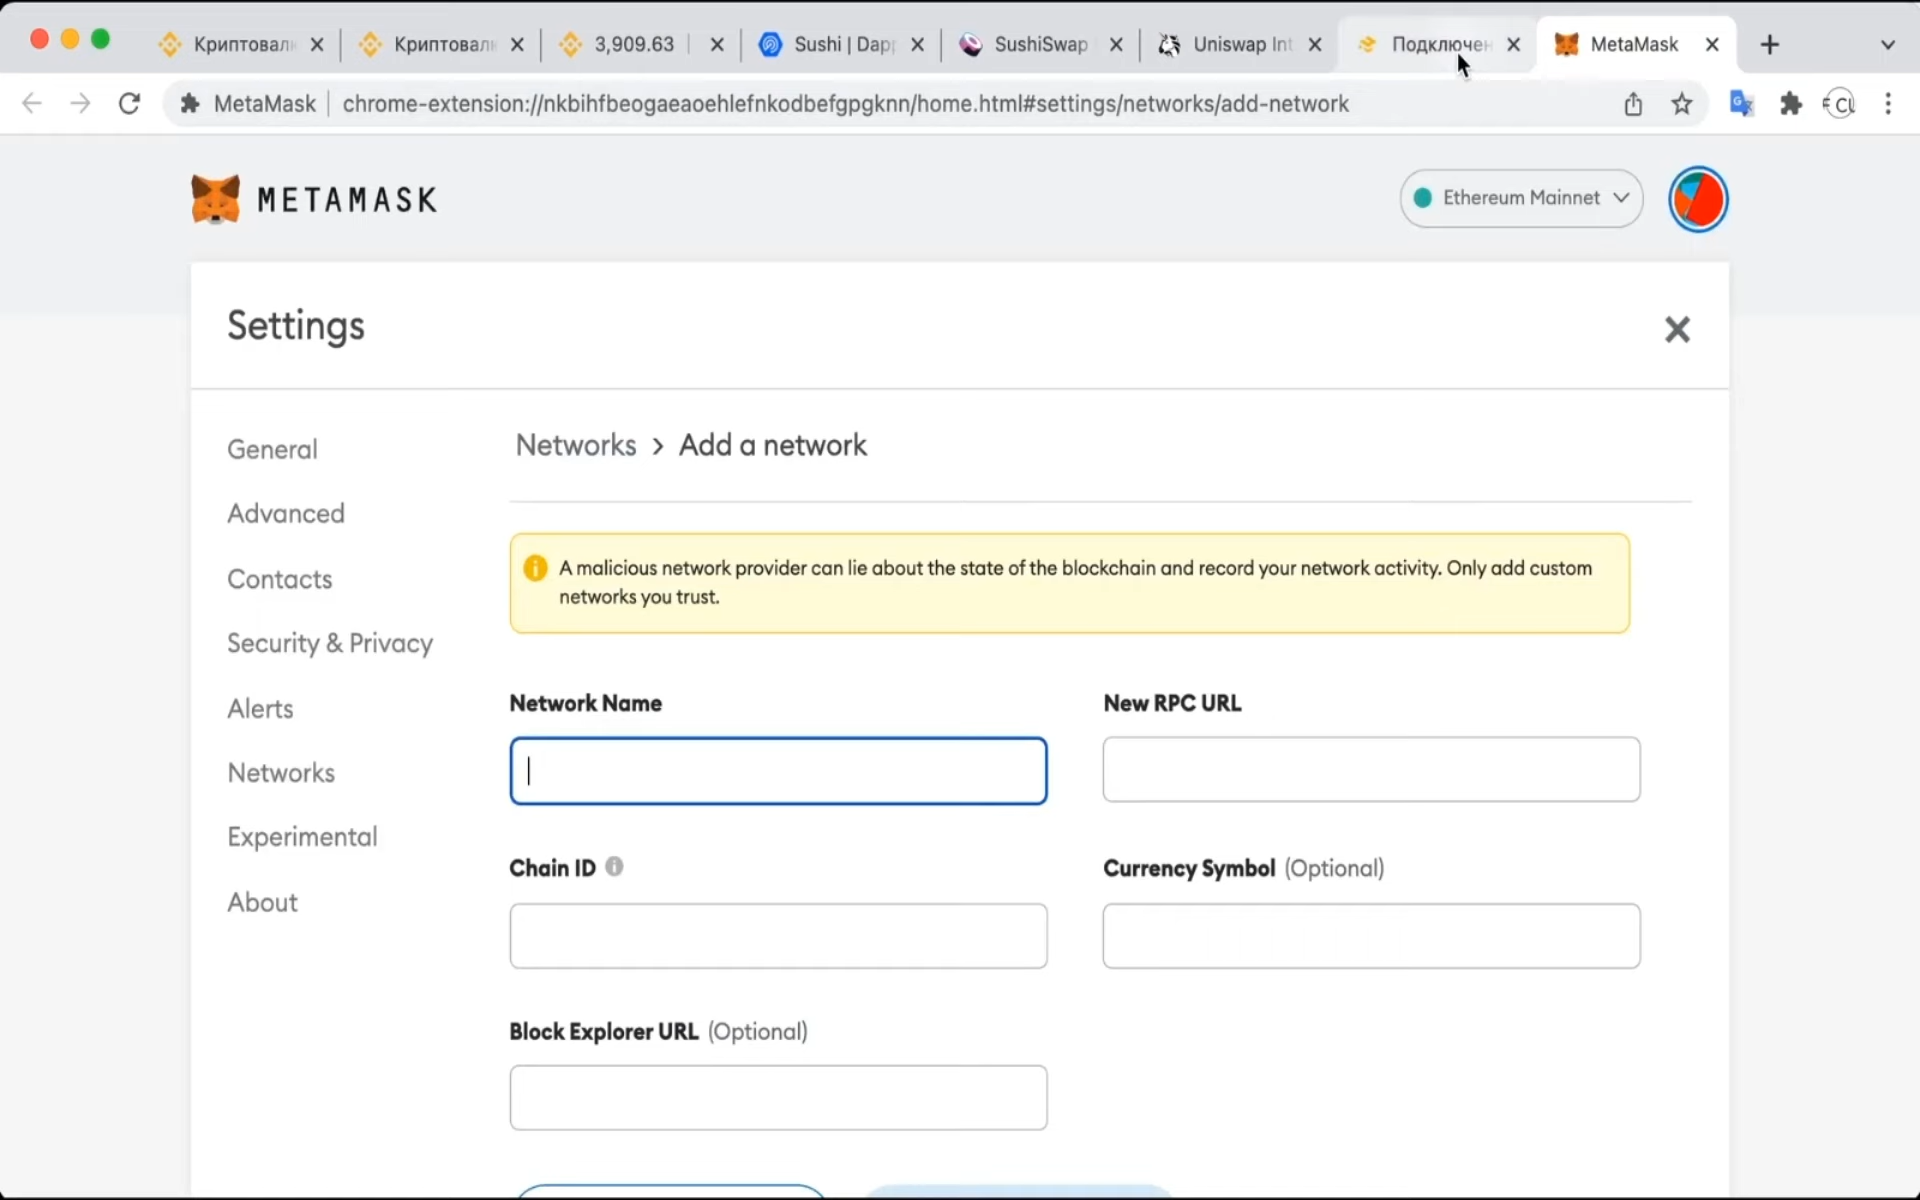 Криптовал
Криптовал
3,909.63
Sushi | Dap
SushiSwap
Uniswap Int
Подключен
MetaMask
MetaMask
chrome-extension://nkbihfbeogaeaoehlefnkodbefgpgknn/home.html#settings/networks/add-network
METAMASK
Ethereum Mainnet
Settings
General
Advanced
Contacts
Security & Privacy
Alerts
Networks
Experimental
About
Networks > Add a network
A malicious network provider can lie about the state of the blockchain and record your network activity. Only add custom
networks you trust.
Network Name
New RPC URL
Chain ID
Currency Symbol (Optional)
Block Explorer URL (Optional)